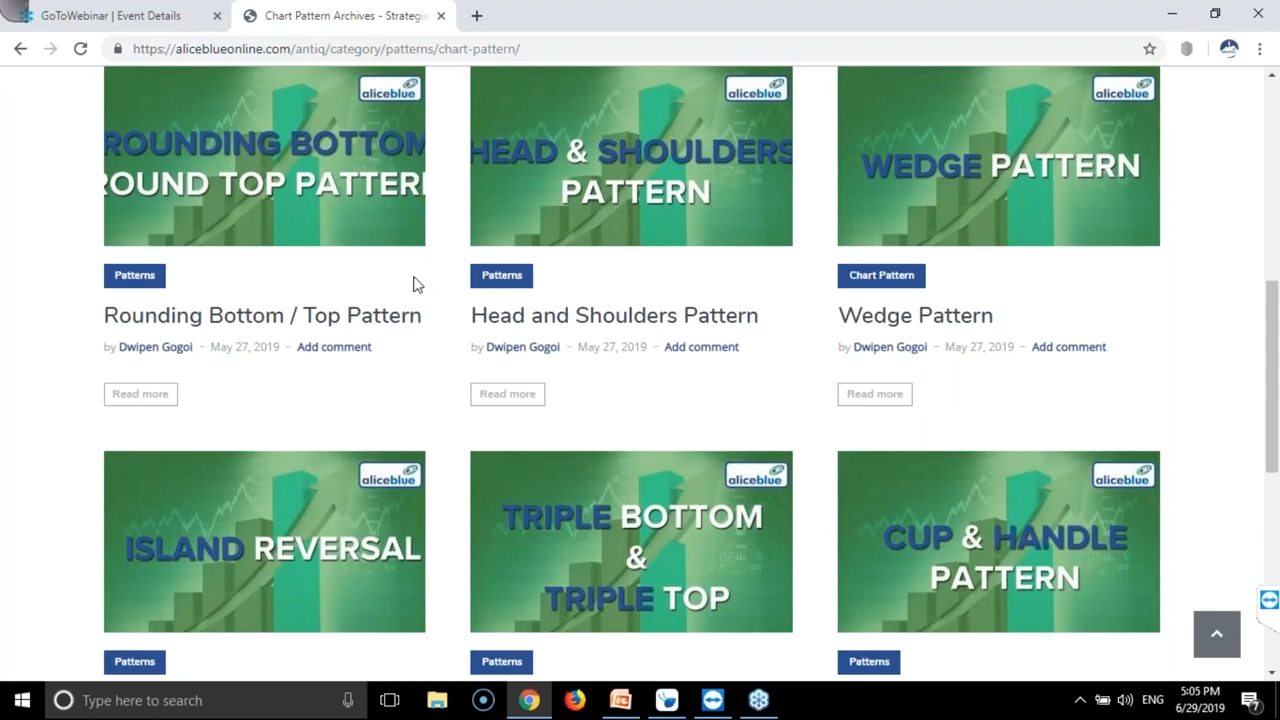 GoToWebinar | Event Details
Chart Pattern Archives - Strategie
https://aliceblueonline.com/antiq/category/patterns/chart-pattern/
aliceblue
ROUNDING BOTTOM
ROUND TOP PATTERN
aliceblue
HEAD & SHOULDERS
PATTERN
aliceblue
WEDGE PATTERN
Patterns
Patterns
Chart Pattern
Rounding Bottom / Top Pattern
Head and Shoulders Pattern
Wedge Pattern
by Dwipen Gogoi - May 27, 2019 - Add comment
by Dwipen Gogoi - May 27, 2019 - Add comment
by Dwipen Gogoi - May 27, 2019 - Add comment
Read more
Read more
Read more
aliceblue
ISLAND REVERSAL
aliceblue
TRIPLE BOTTOM
&
TRIPLE TOP
aliceblue
CUP & HANDLE
PATTERN
Patterns
Patterns
Patterns
Type here to search
ENG
5:05 PM
6/29/2019
7